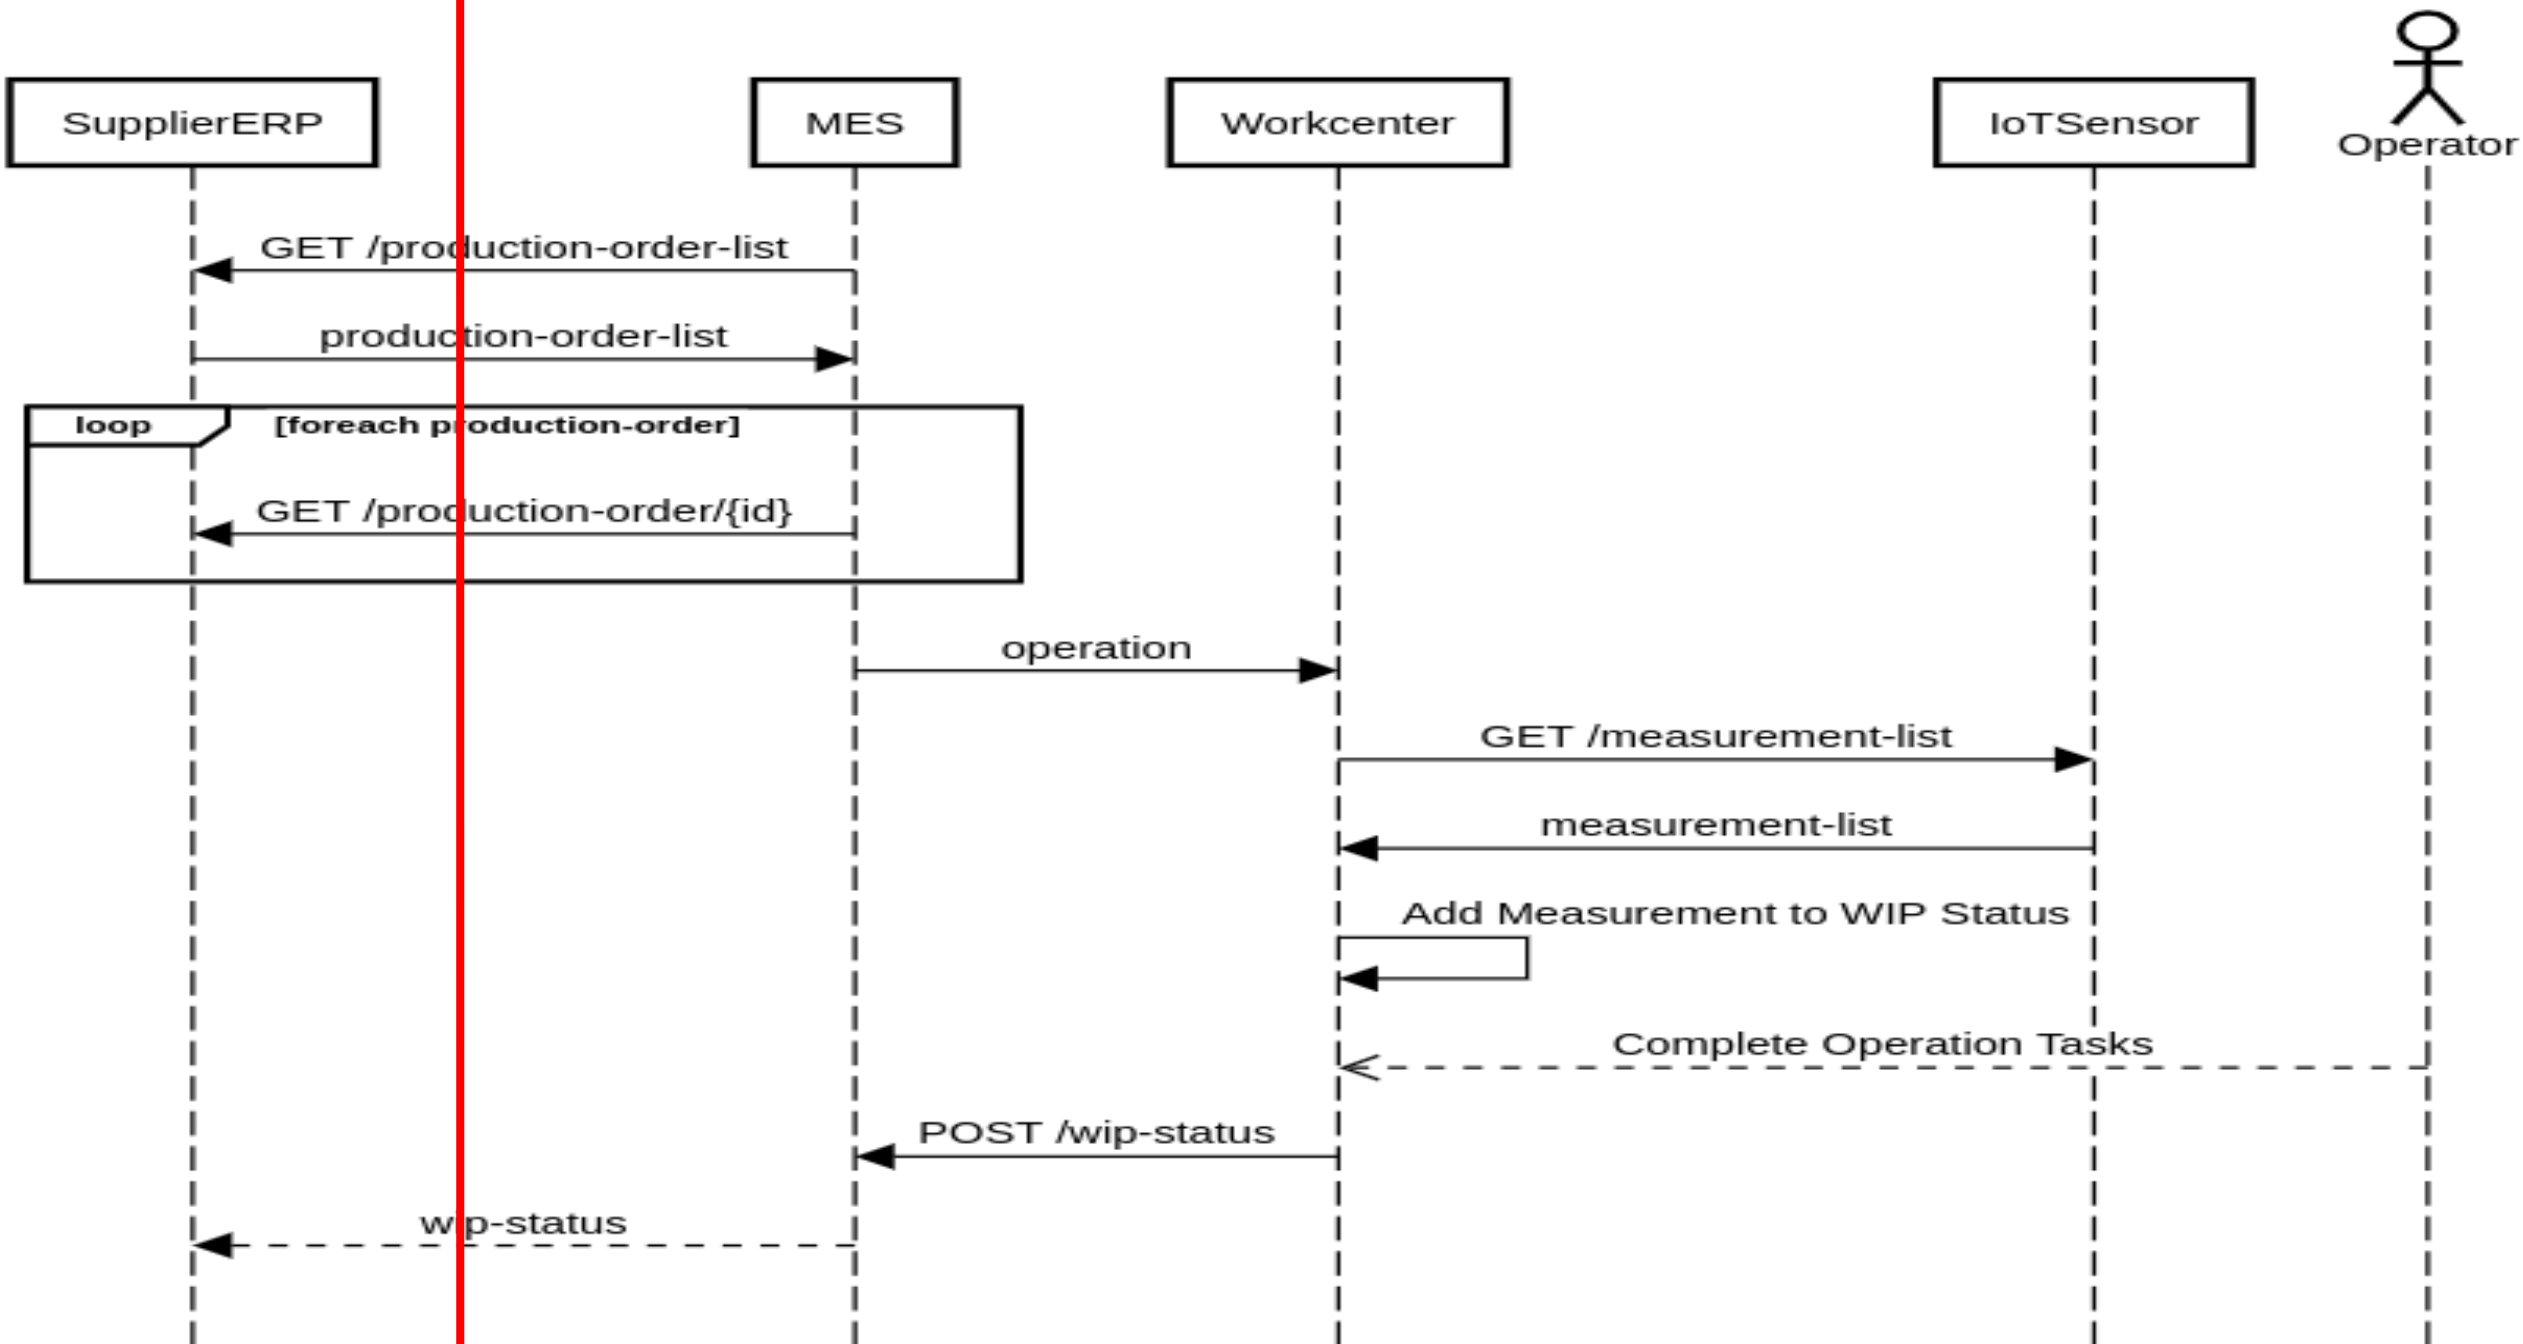 SupplierERP
MES
Workcenter
IoTSensor
Operator
GET /production-order-list
production-order-list
loop
[foreach production-order]
GET /production-order/{id}
operation
GET /measurement-list
measurement-list
Add Measurement to WIP Status
Complete Operation Tasks
POST /wip-status
wip-status